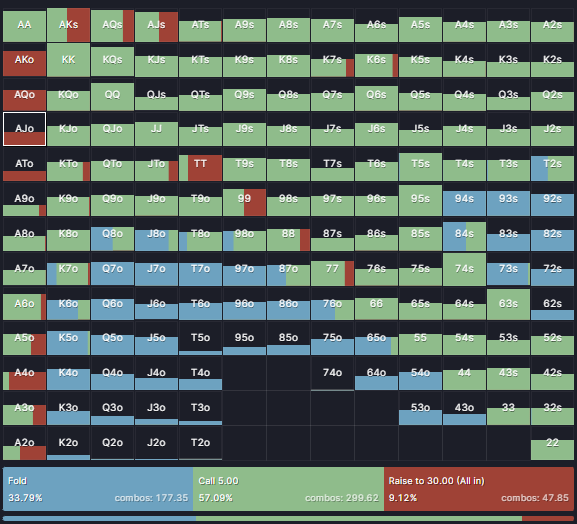 AA AKs AQs AJs ATs A9s A8s A7s A6s A5s A4s A3s A2s
AKo KK KQs KJs KTs K9s K8s K7s K6s K5s K4s K3s K2s
AQo KQo QQ QJs QTs Q9s Q8s Q7s Q6s Q5s Q4s Q3s Q2s
AJo KJo QJo JJ JTs J9s J8s J7s J6s J5s J4s J3s J2s
ATo KTo QTo JTo TT T9s T8s T7s T6s T5s T4s T3s T2s
A9o K9o Q9o J9o T9o 99 98s 97s 96s 95s 94s 93s 92s
A8o K8o Q8o J8o T8o 98o 88 87s 86s 85s 84s 83s 82s
A7o K7o Q7o J7o T7o 97o 87o 77 76s 75s 74s 73s 72s
A6o K6o Q6o J6o T6o 96o 86o 76o 66 65s 64s 63s 62s
A5o K5o Q5o J5o T5o 95o 85o 75o 65o 55 54s 53s 52s
A4o K4o Q4o J4o T4o 74o 64o 54o 44 43s 42s
A3o K3o Q3o J3o T3o 53o 43o 33 32s
A2o K2o Q2o J2o T2o 22
Fold Call 5.00 Raise to 30.00 (All in)
33.79% combos: 177.35 57.09% combos: 299.62 9.12% combos: 47.85